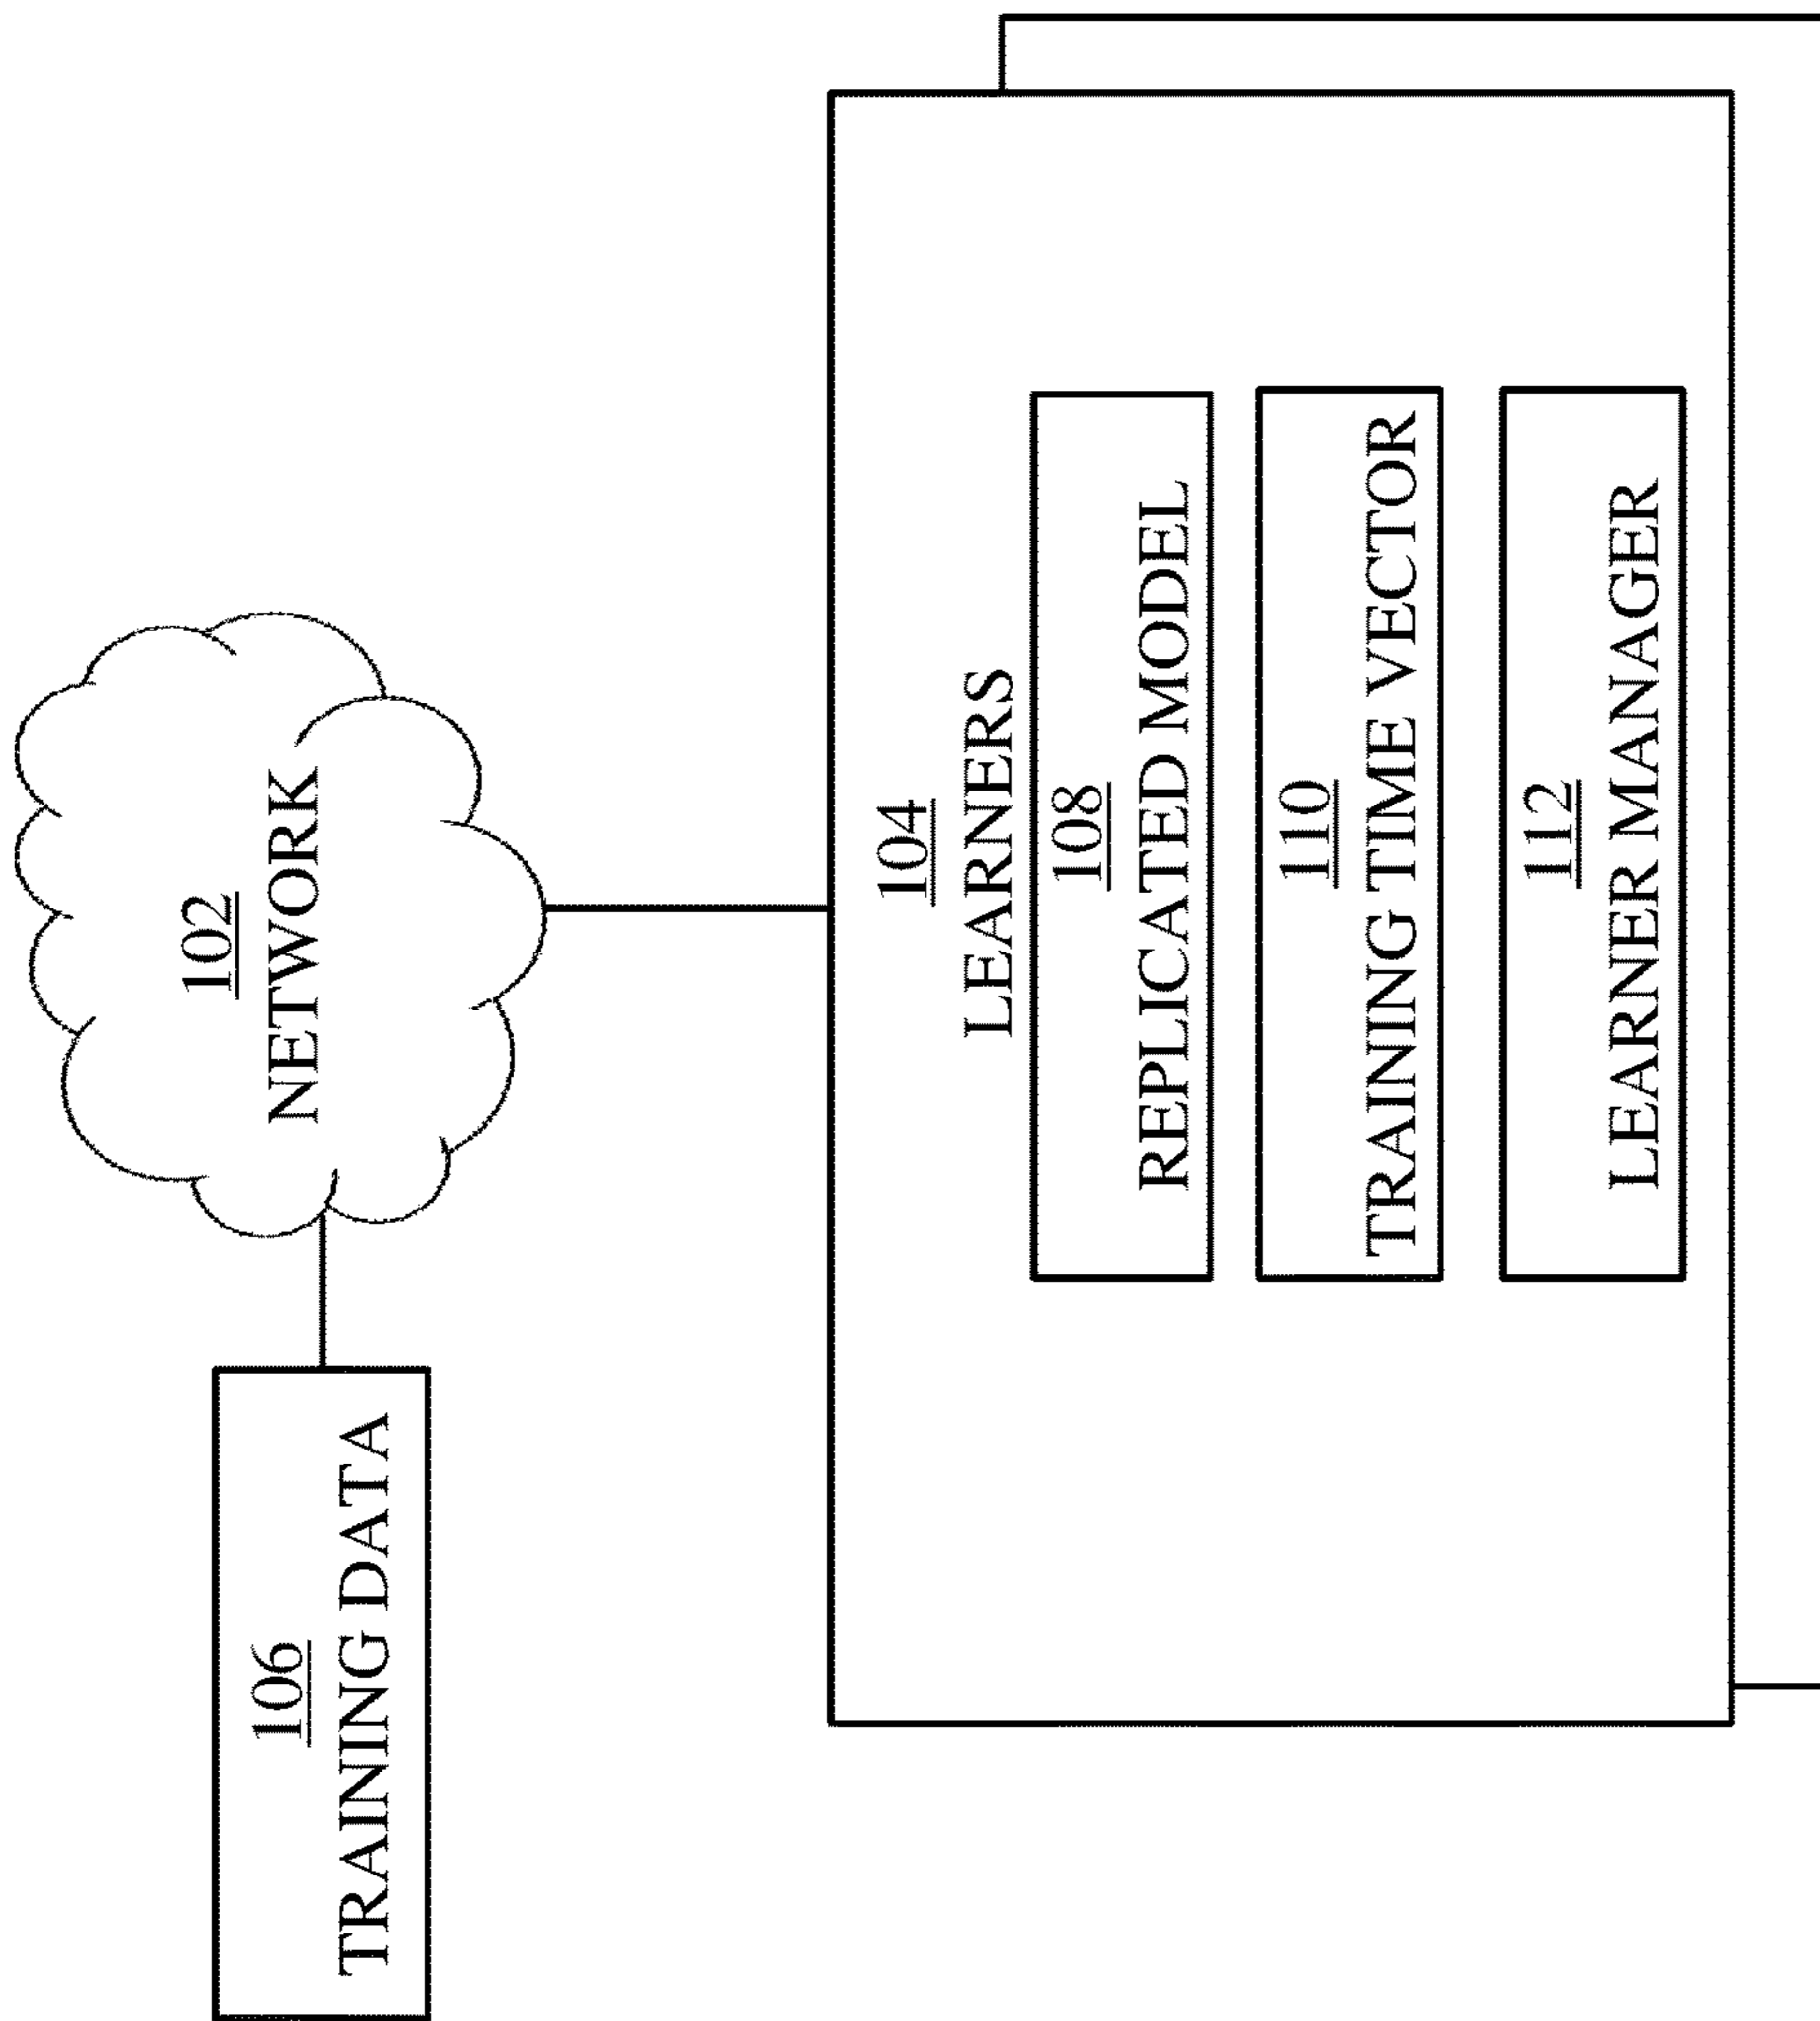 106
TRAINING DATA
102
NETWORK
104
LEARNERS
108
REPLICATED MODEL
110
TRAINING TIME VECTOR
112
LEARNER MANAGER